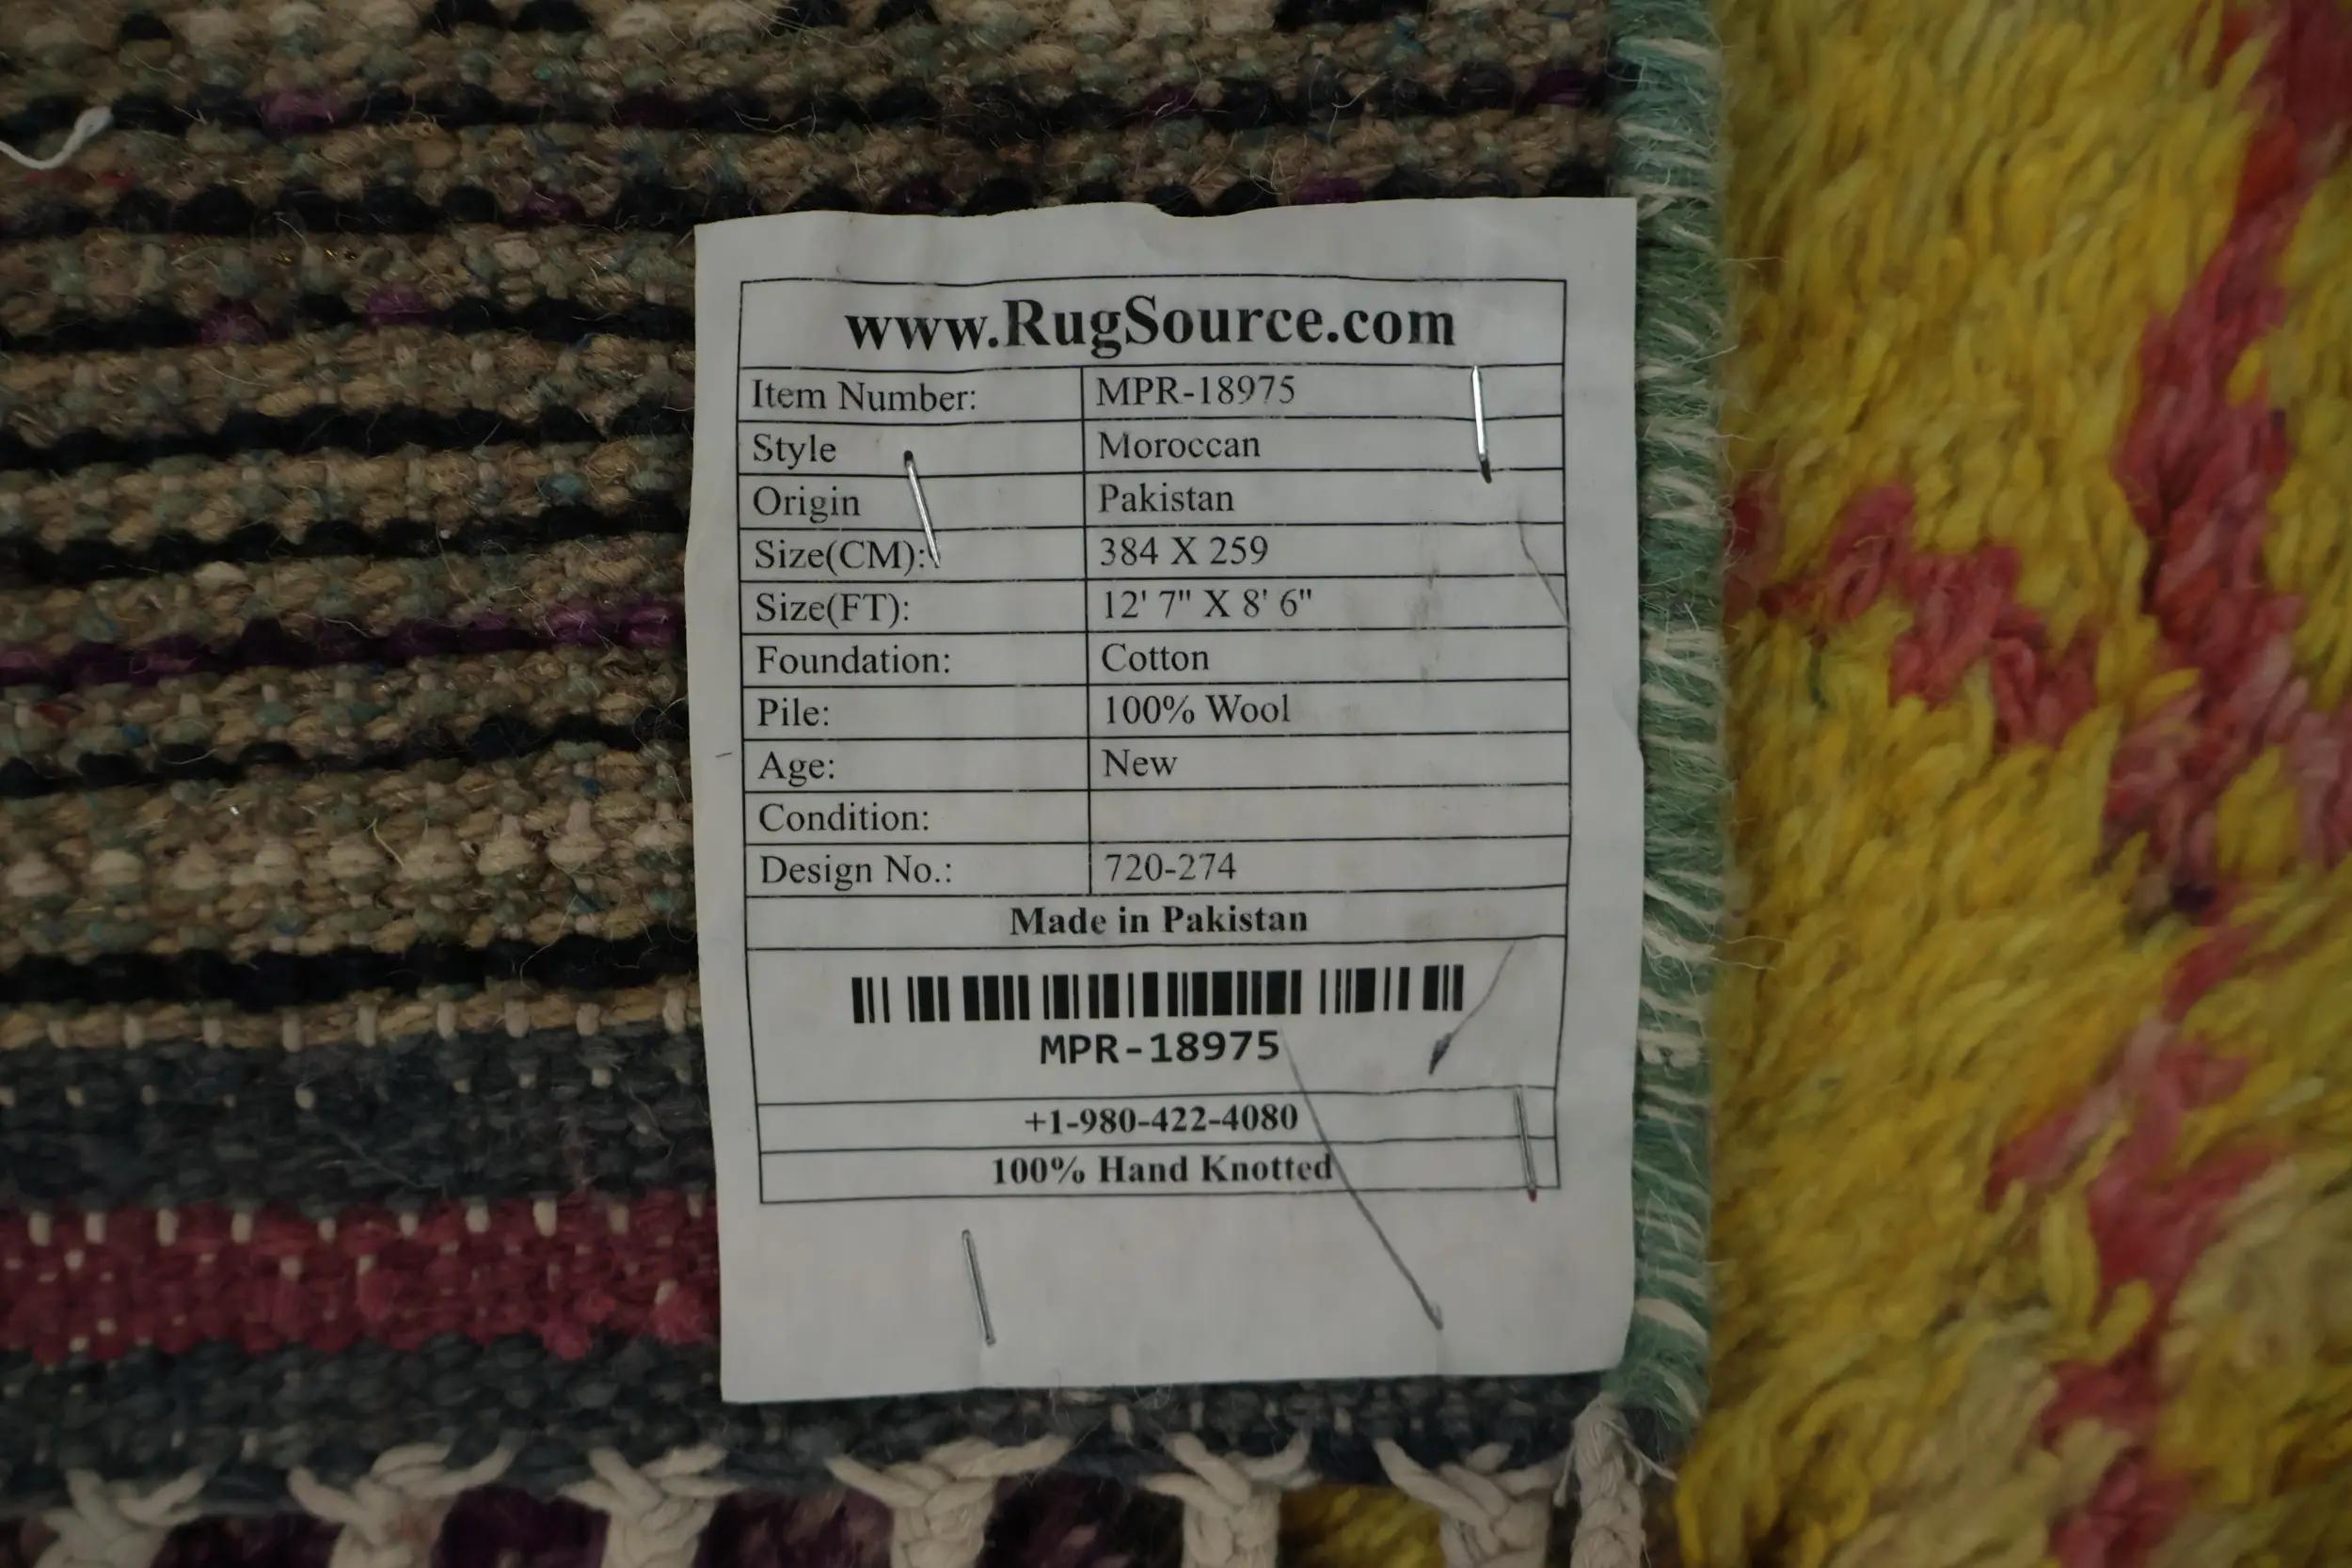 www.RugSource.com
Item Number: MPR-18975
Style Moroccan
Origin Pakistan
Size(CM): 384 X 259
Size(FT): 12' 7" X 8' 6"
Foundation: Cotton
Pile: 100% Wool
Age: New
Condition:
Design No.: 720-274
Made in Pakistan
MPR-18975
+1-980-422-4080
100% Hand Knotted